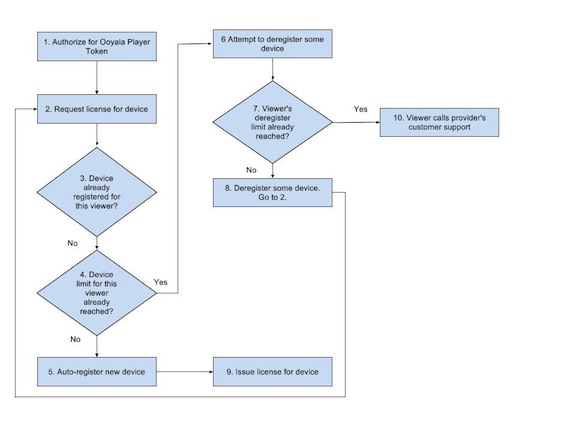 1. Authorize for Ooyala Player
Token
2. Request license for device
3. Device
already
registered for
this viewer?
No
4. Device
limit for this
viewer
already
reached?
Yes
No
5. Auto-register new device
6 Attempt to deregister some
device
7. Viewer's
deregister
limit already
reached?
Yes
No
8. Deregister some device.
Go to 2.
9. Issue license for device
10. Viewer calls provider's
customer support